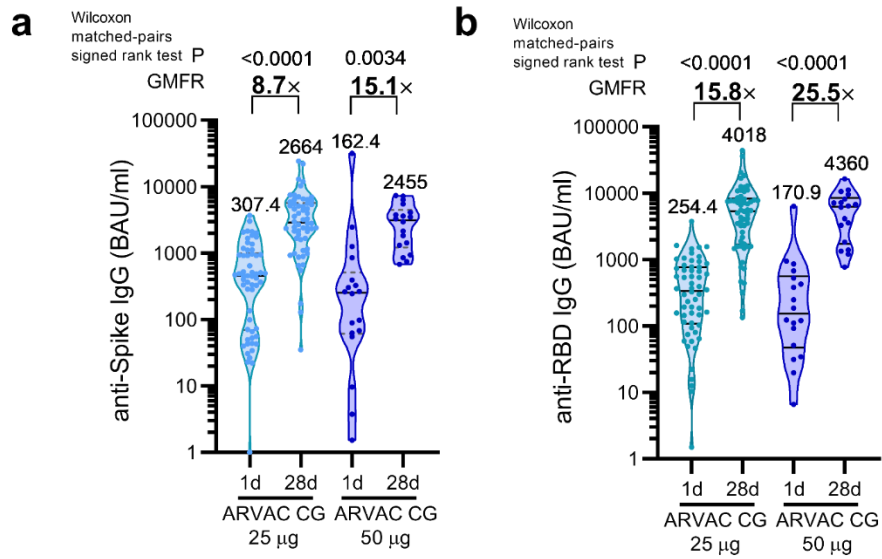 a
Wilcoxon
matched-pairs
signed rank test P <0.0001 0.0034
GMFR 8.7× 15.1×
anti-Spike IgG (BAU/ml)
100000
10000
1000
100
10
1
307.4 2664 162.4 2455
1d 28d 1d 28d
ARVAC CG ARVAC CG
25 μg 50 μg
b
Wilcoxon
matched-pairs
signed rank test P <0.0001 <0.0001
GMFR 15.8× 25.5×
anti-RBD IgG (BAU/ml)
100000
10000
1000
100
10
1
254.4 4018 170.9 4360
1d 28d 1d 28d
ARVAC CG ARVAC CG
25 μg 50 μg